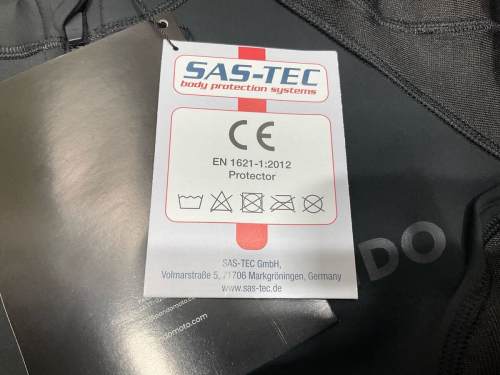 SAS-TEC
body protection systems
CE
EN 1621-1:2012
Protector
SAS-TEC GmbH,
Volmarstraße 5, 71706 Markgröningen, Germany
www.sas-tec.de
DO